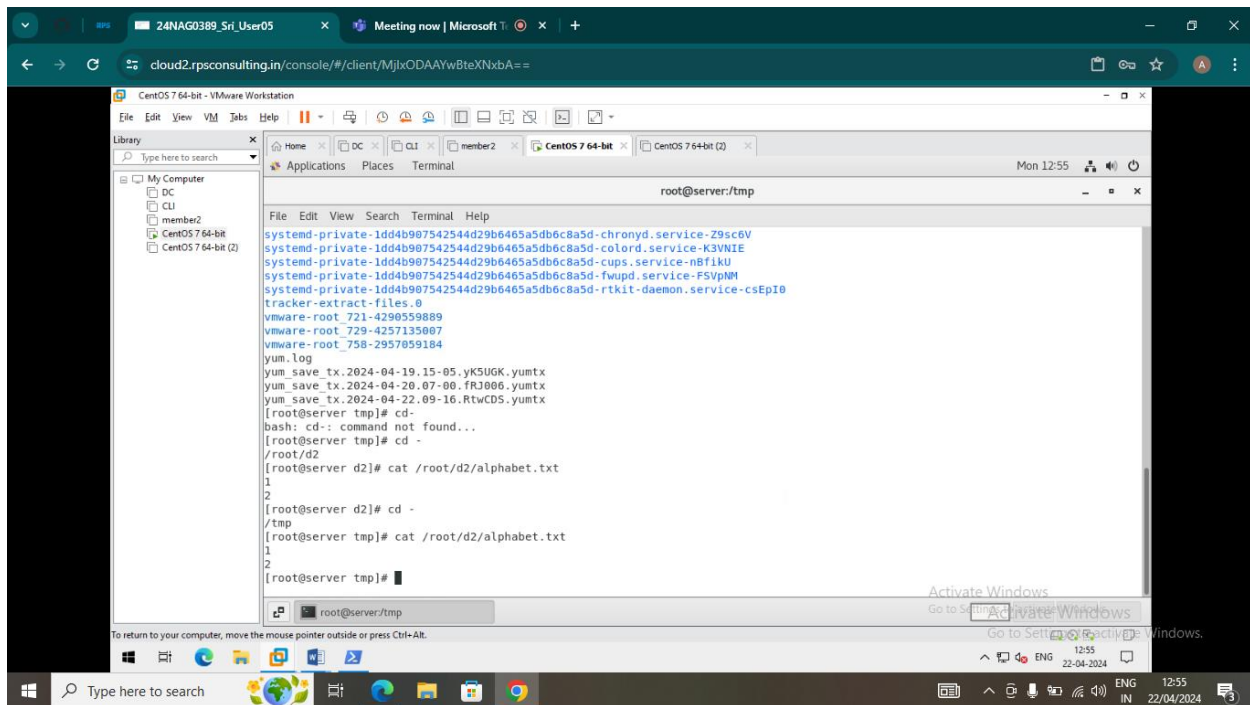 RPS
24NAG0389_Sri_User05
Meeting now | Microsoft Te
cloud2.rpsconsulting.in/console/#/client/MjIxODAAYwBteXNxbA==
A
CentOS 7 64-bit - VMware Workstation
File Edit View VM Tabs Help
Library
Type here to search
My Computer
DC
CLI
member2
CentOS 7 64-bit
CentOS 7 64-bit (2)
Home DC CLI member2 CentOS 7 64-bit CentOS 7 64-bit (2)
Applications Places Terminal Mon 12:55
root@server:/tmp
File Edit View Search Terminal Help
systemd-private-1dd4b907542544d29b6465a5db6c8a5d-chronyd.service-Z9sc6V
systemd-private-1dd4b907542544d29b6465a5db6c8a5d-colord.service-K3VNIE
systemd-private-1dd4b907542544d29b6465a5db6c8a5d-cups.service-nBfikU
systemd-private-1dd4b907542544d29b6465a5db6c8a5d-fwupd.service-FSVpNM
systemd-private-1dd4b907542544d29b6465a5db6c8a5d-rtkit-daemon.service-csEpI0
tracker-extract-files.0
vmware-root_721-4290559889
vmware-root_729-4257135007
vmware-root_758-2957059184
yum.log
yum_save_tx.2024-04-19.15-05.yK5UGK.yumtx
yum_save_tx.2024-04-20.07-00.fRJ006.yumtx
yum_save_tx.2024-04-22.09-16.RtwCDS.yumtx
[root@server tmp]# cd-
bash: cd-: command not found...
[root@server tmp]# cd -
/root/d2
[root@server d2]# cat /root/d2/alphabet.txt
1
2
[root@server d2]# cd -
/tmp
[root@server tmp]# cat /root/d2/alphabet.txt
1
2
[root@server tmp]#
root@server:/tmp
Activate Windows
Activate Windows
To return to your computer, move the mouse pointer outside or press Ctrl+Alt.
ENG
12:55
22-04-2024
Type here to search
ENG
IN
12:55
22/04/2024
3